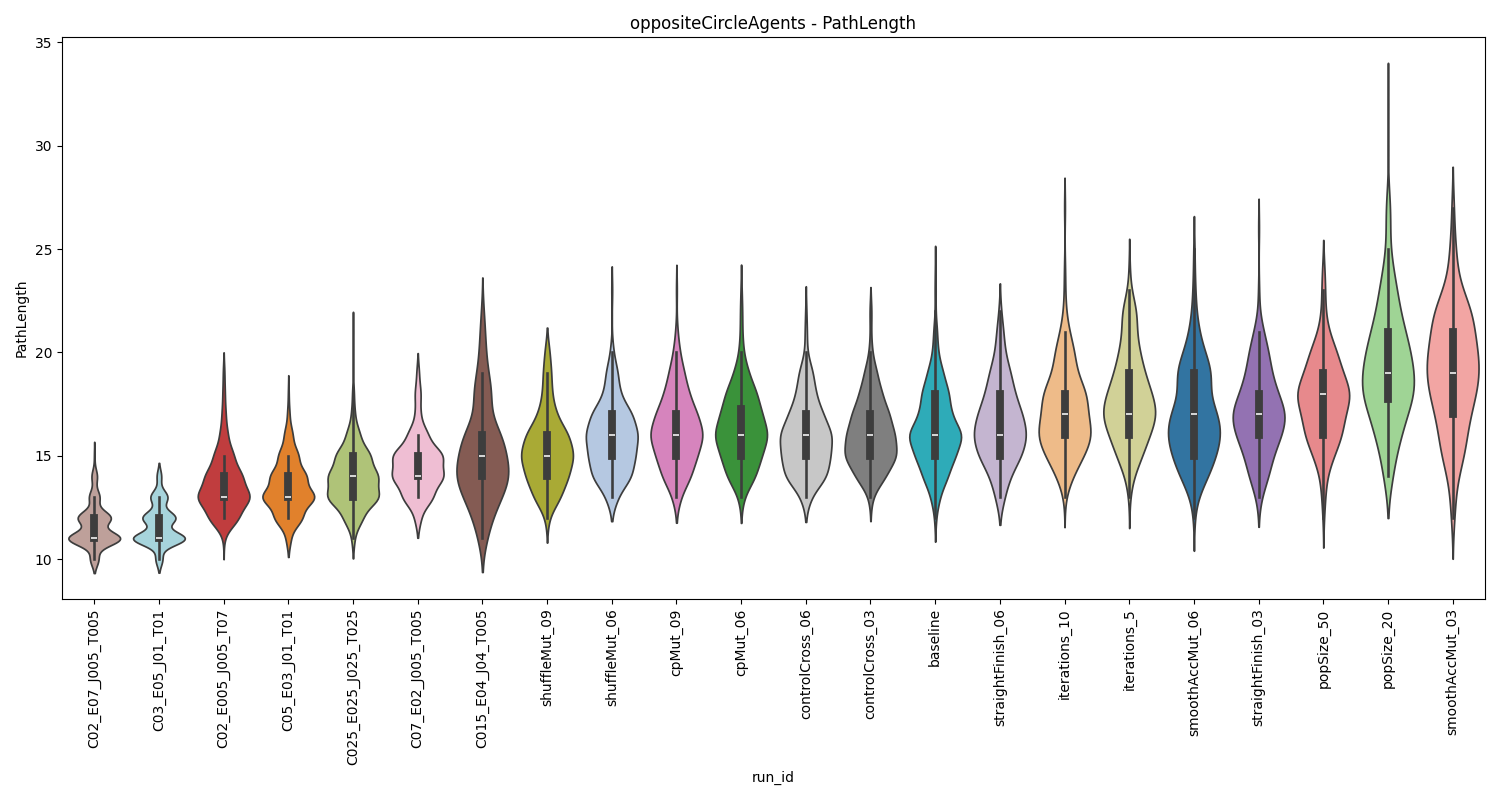 oppositeCircleAgents - PathLength
PathLength
35
30
25
20
15
10
C02_E07_J005_T005
C03_E05_J01_T01
C02_E005_J005_T07
C05_E03_J01_T01
C025_E025_J025_T025
C07_E02_J005_T005
C015_E04_J04_T005
shuffleMut_09
shuffleMut_06
cpMut_09
cpMut_06
controlCross_06
controlCross_03
baseline
straightFinish_06
iterations_10
iterations_5
smoothAccMut_06
straightFinish_03
popSize_50
popSize_20
smoothAccMut_03
run_id